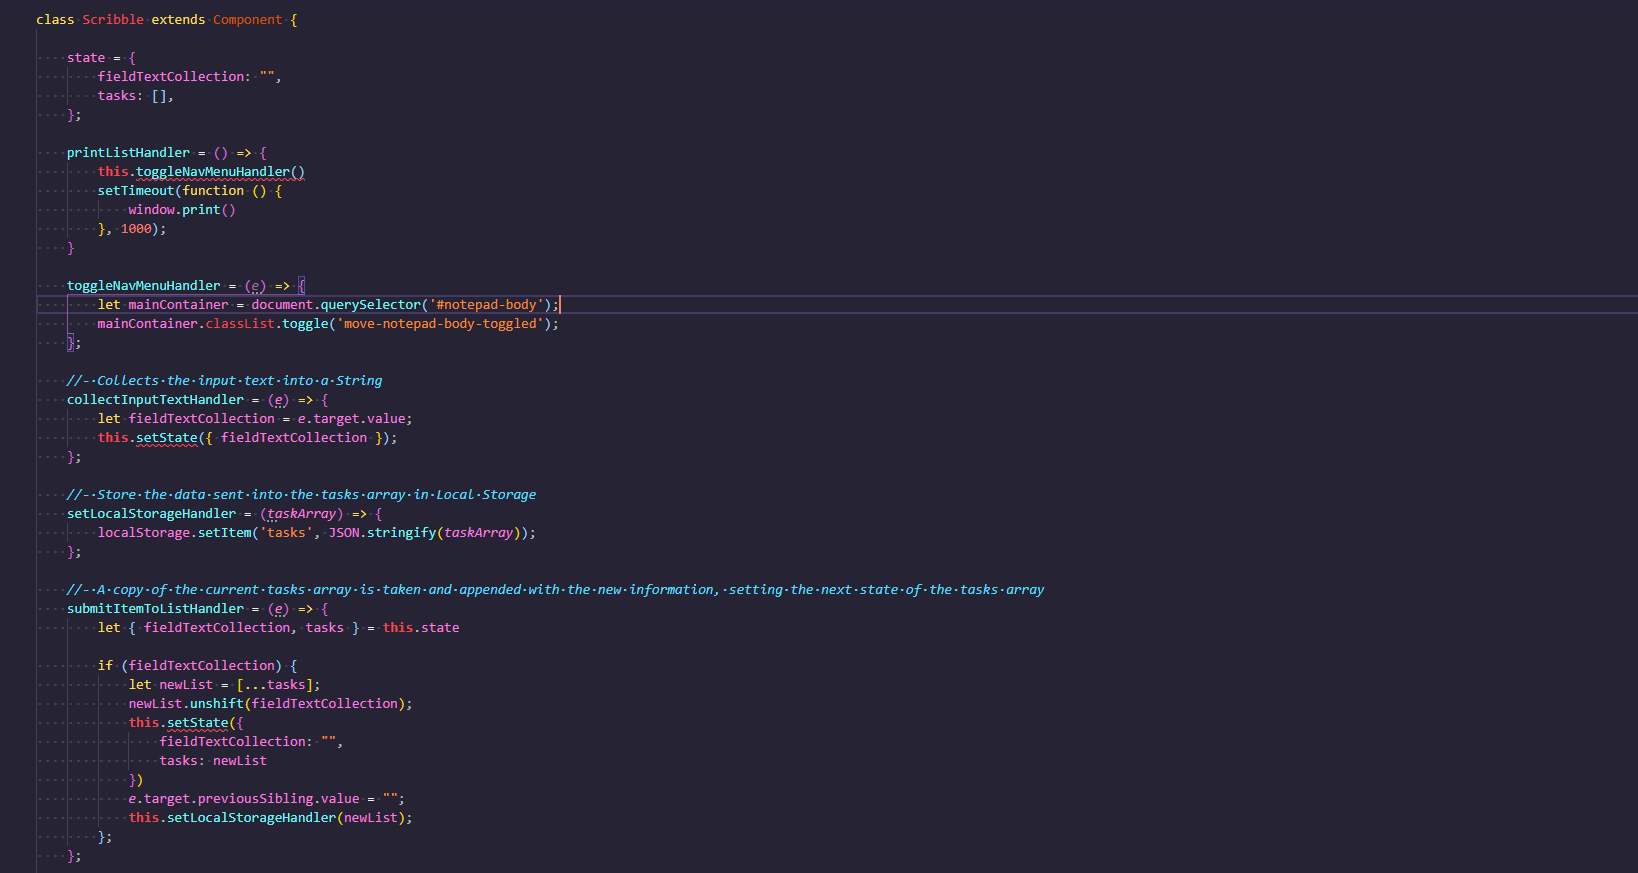 class Scribble extends Component {
state = {
fieldTextCollection: "",
tasks: [],
};
printListHandler = () => {
this.toggleNavMenuHandler()
setTimeout(function () {
window.print()
}, 1000);
}
toggleNavMenuHandler = (e) => {
let mainContainer = document.querySelector('#notepad-body');
mainContainer.classList.toggle('move-notepad-body-toggled');
};
//- Collects the input text into a String
collectInputTextHandler = (e) => {
let fieldTextCollection = e.target.value;
this.setState({ fieldTextCollection });
};
//- Store the data sent into the tasks array in Local Storage
setLocalStorageHandler = (taskArray) => {
localStorage.setItem('tasks', JSON.stringify(taskArray));
};
//- A copy of the current tasks array is taken and appended with the new information, setting the next state of the tasks array
submitItemToListHandler = (e) => {
let { fieldTextCollection, tasks } = this.state
if (fieldTextCollection) {
let newList = [...tasks];
newList.unshift(fieldTextCollection);
this.setState({
fieldTextCollection: "",
tasks: newList
})
e.target.previousSibling.value = "";
this.setLocalStorageHandler(newList);
};
};